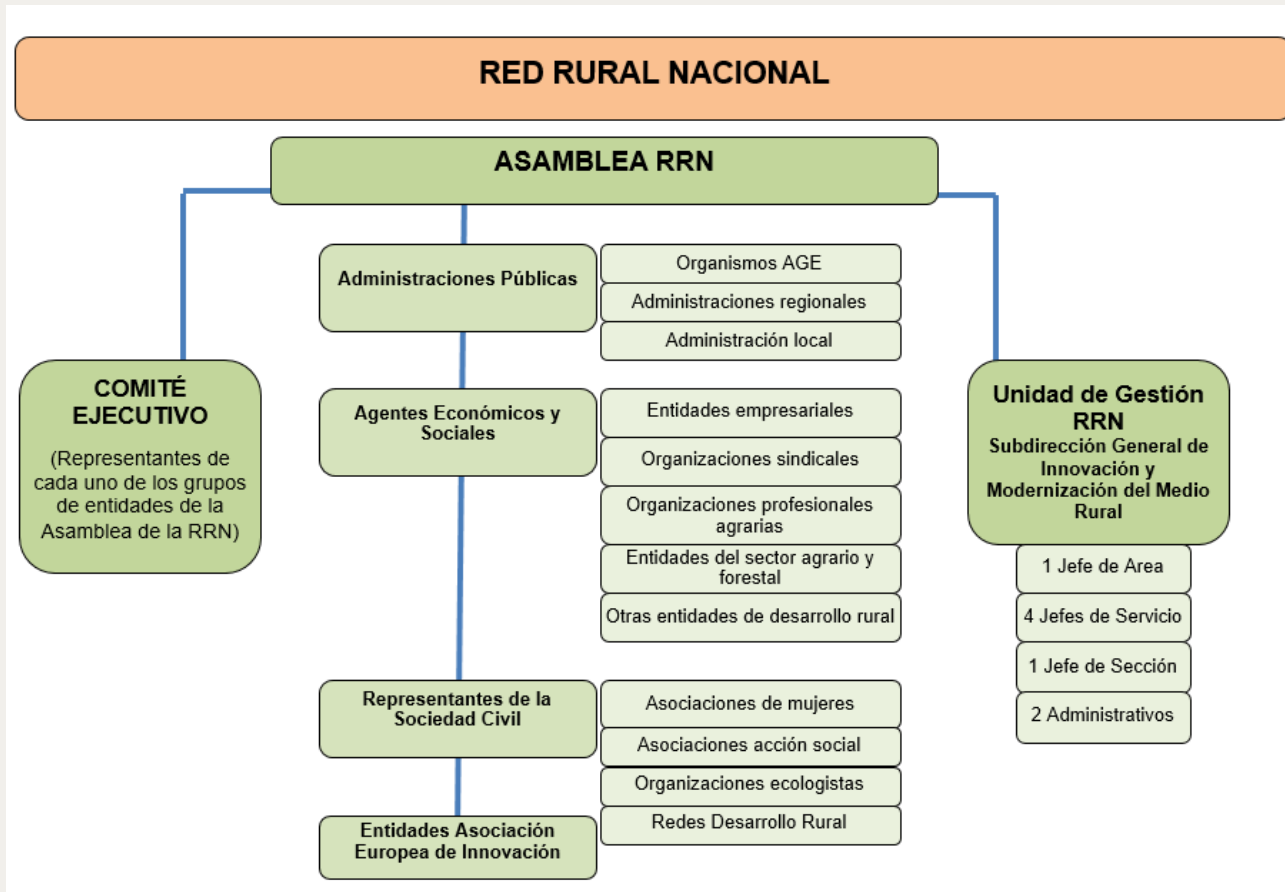 RED RURAL NACIONAL
ASAMBLEA RRN
COMITÉ
EJECUTIVO
(Representantes de
cada uno de los grupos
de entidades de la
Asamblea de la RRN)
Administraciones Públicas
Organismos AGE
Administraciones regionales
Administración local
Agentes Económicos y
Sociales
Entidades empresariales
Organizaciones sindicales
Organizaciones profesionales
agrarias
Entidades del sector agrario y
forestal
Otras entidades de desarrollo rural
Representantes de la
Sociedad Civil
Asociaciones de mujeres
Asociaciones acción social
Organizaciones ecologistas
Redes Desarrollo Rural
Entidades Asociación
Europea de Innovación
Unidad de Gestión
RRN
Subdirección General de
Innovación y
Modernización del Medio
Rural
1 Jefe de Area
4 Jefes de Servicio
1 Jefe de Sección
2 Administrativos